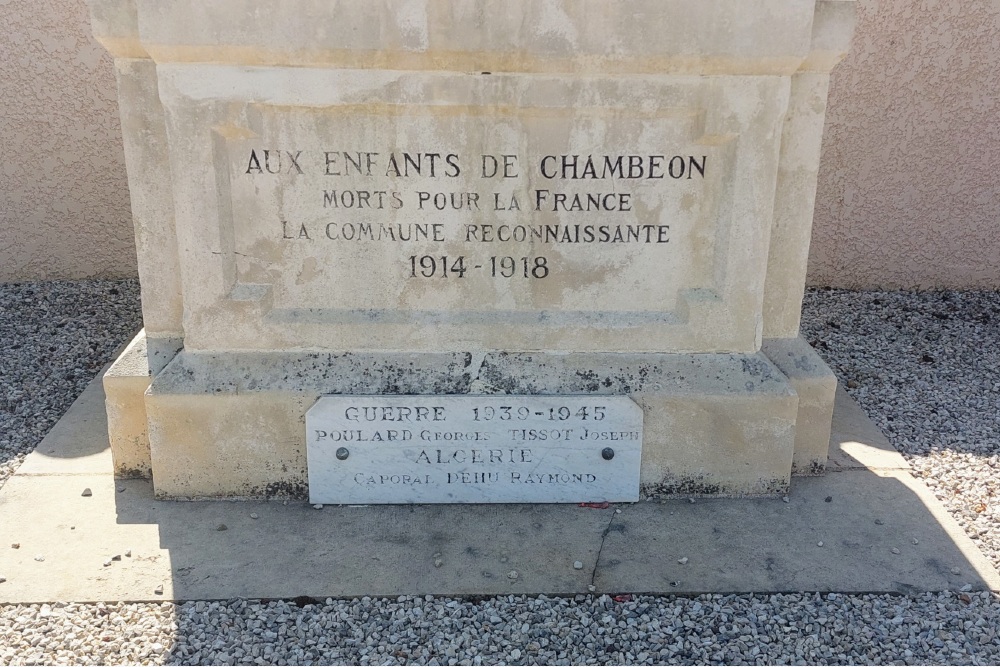 AUX ENFANTS DE CHAMBEON
MORTS POUR LA FRANCE
LA COMMUNE RECONNAISSANTE
1914-1918
GUERRE 1939-1945
POULARD GEORGES TISSOT JOSEPH
ALGERIE
CAPORAL DEHU RAYMOND